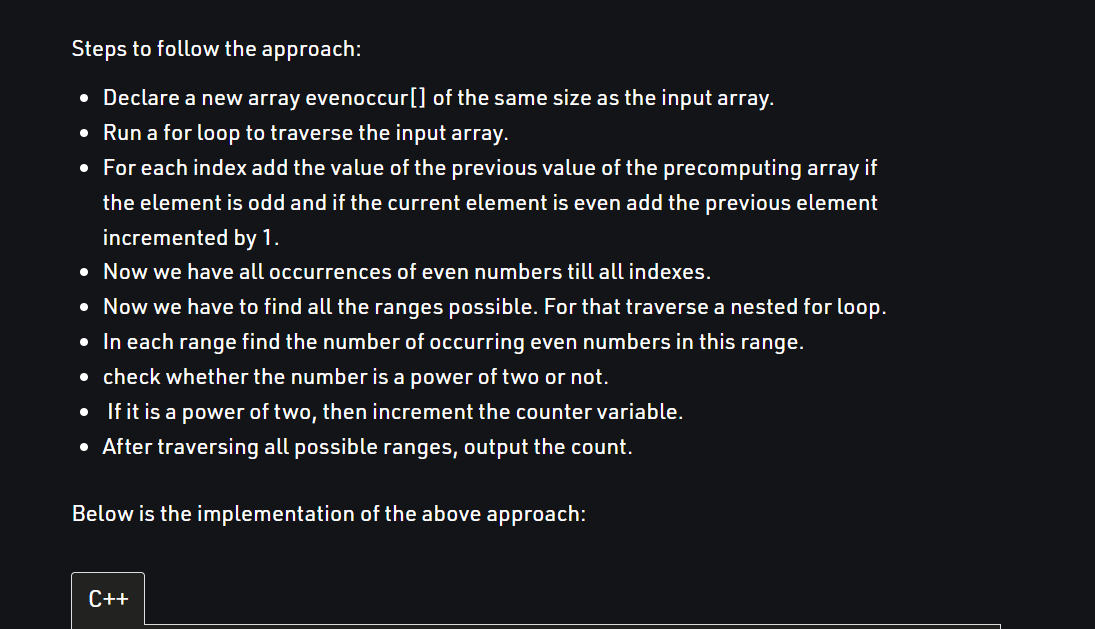 Steps to follow the approach:
• Declare a new array evenoccur[] of the same size as the input array.
• Run a for loop to traverse the input array.
• For each index add the value of the previous value of the precomputing array if
the element is odd and if the current element is even add the previous element
incremented by 1.
• Now we have all occurrences of even numbers till all indexes.
• Now we have to find all the ranges possible. For that traverse a nested for loop.
• In each range find the number of occurring even numbers in this range.
• check whether the number is a power of two or not.
• If it is a power of two, then increment the counter variable.
• After traversing all possible ranges, output the count.
Below is the implementation of the above approach:
C++